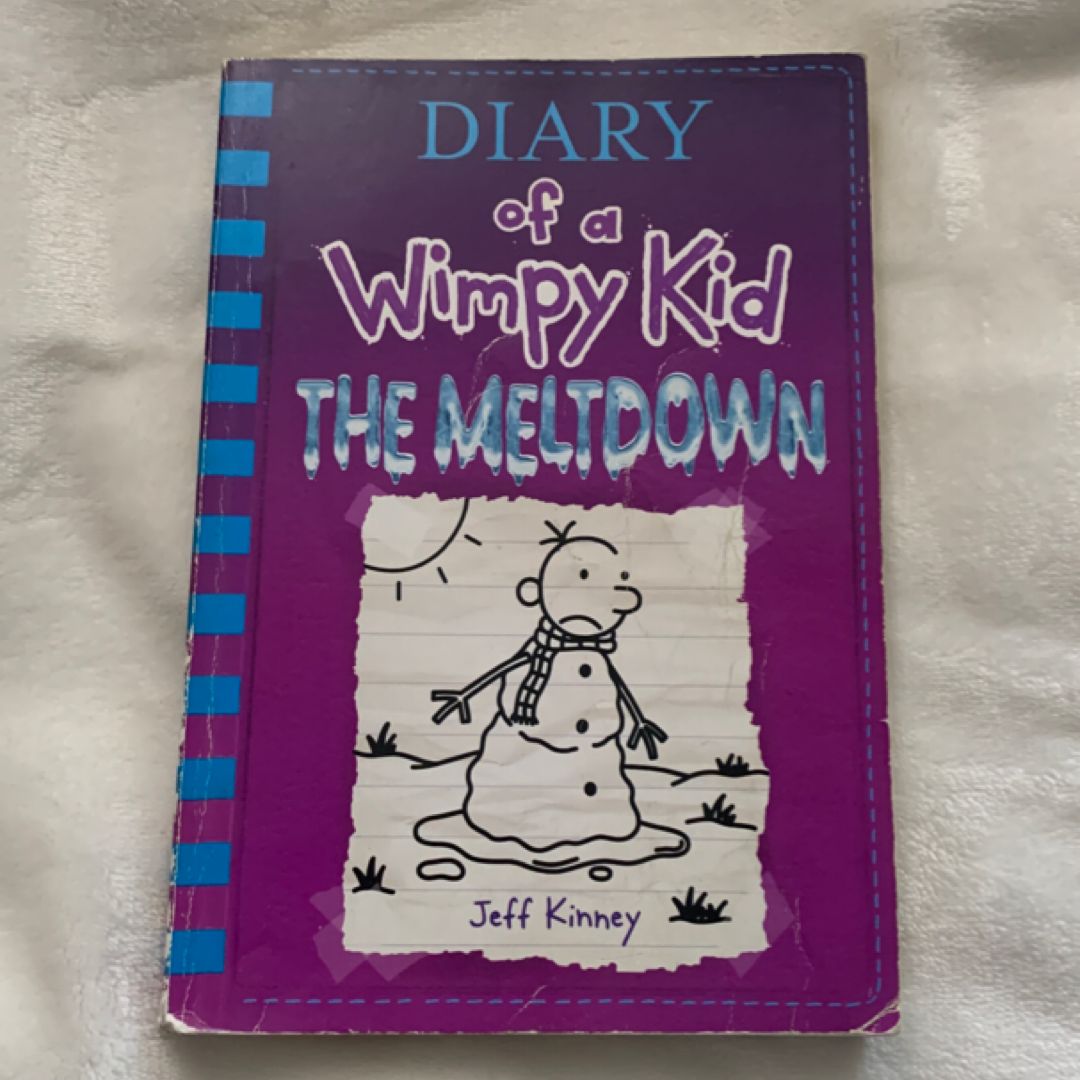 DIARY
of a
Wimpy Kid
THE MELTDOWN
Jeff Kinney